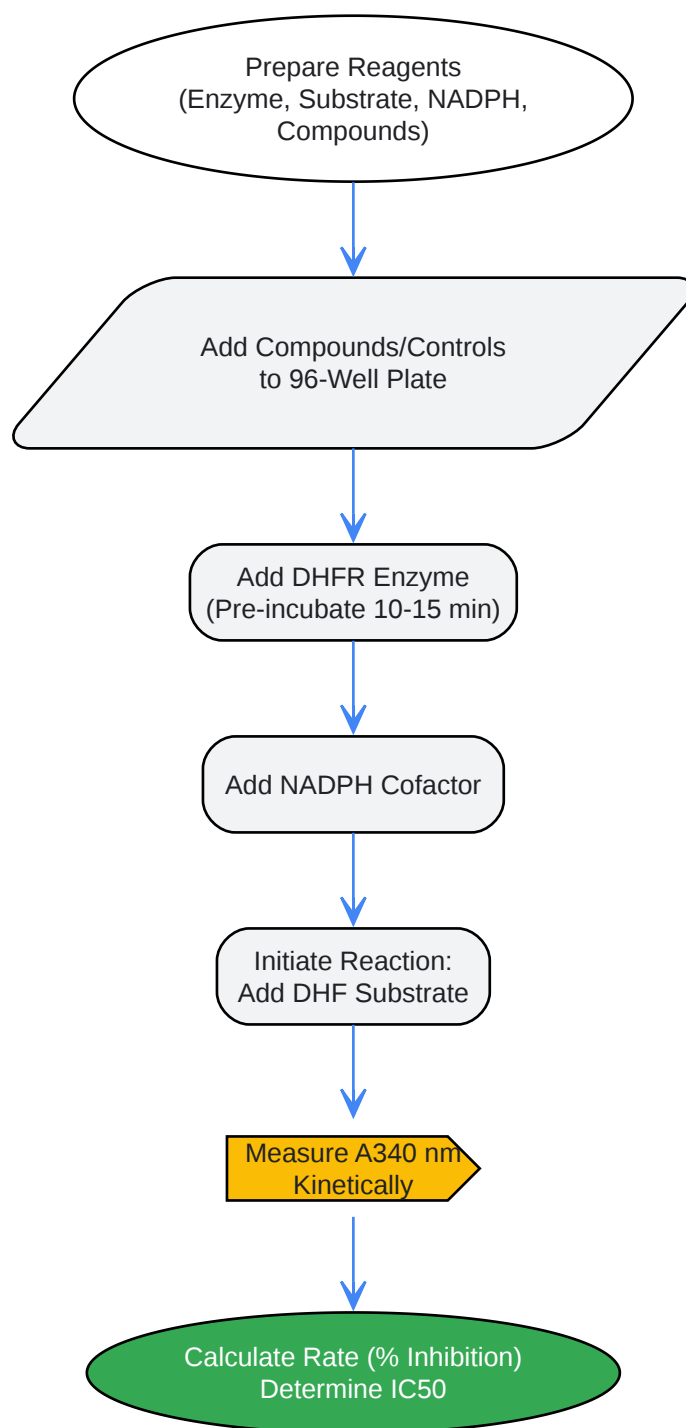 Prepare Reagents
(Enzyme, Substrate, NADPH,
Compounds)
Add Compounds/Controls
to 96-Well Plate
Add DHFR Enzyme
(Pre-incubate 10-15 min)
Add NADPH Cofactor
Initiate Reaction:
Add DHF Substrate
Measure A340 nm
Kinetically
Calculate Rate (% Inhibition)
Determine IC50